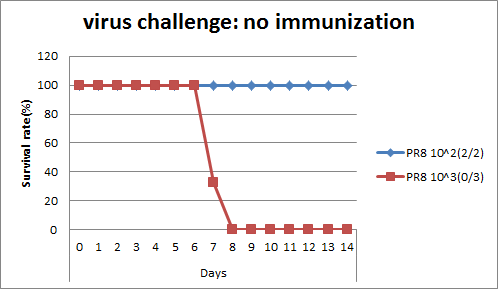 virus challenge: no immunization
120
100
80
60
40
20
0
Survival rate(%)
0 1 2 3 4 5 6 7 8 9 10 11 12 13 14
Days
PR8 10^2(2/2)
PR8 10^3(0/3)